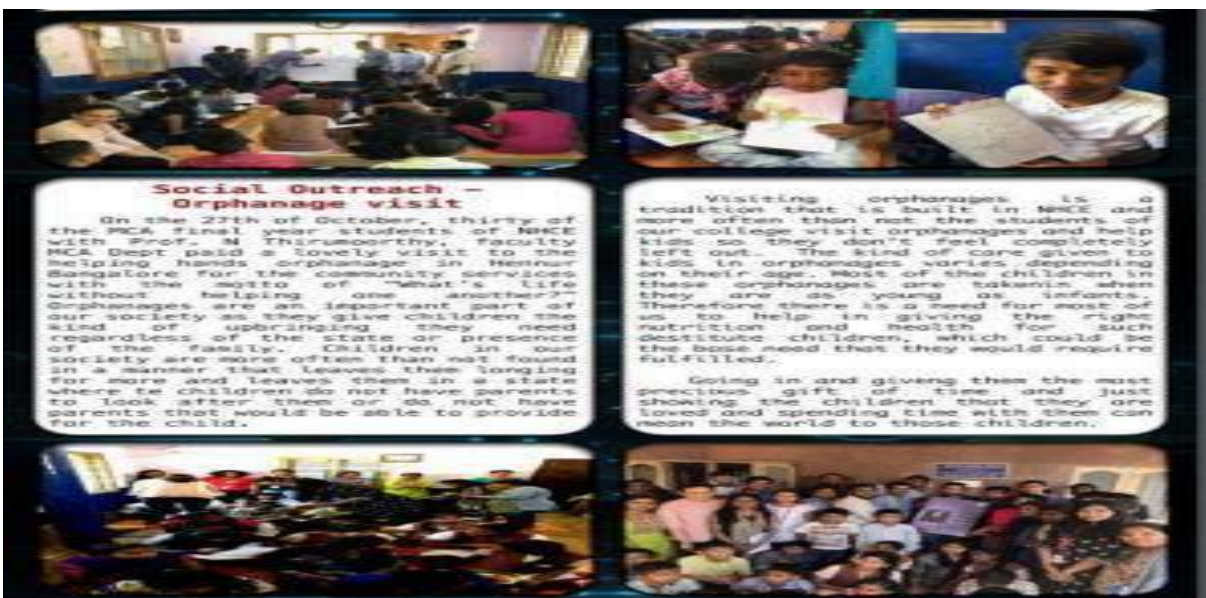 Social Outreach –
Orphanage visit
On the 27th of October, thirty of
the MCA final year students of NHCE
with Prof. N Thirumoorthy, faculty
MCA Dept paid a lovely visit to the
helping hands orphanage in Hennur
Bangalore for the community services
with the motto of "What's life
without helping one another?"
Orphanages are an important part of
our society as they give children the
kind of upbringing they need
regardless of the state or presence
of the family. Children in our
society are more often than not found
in a manner that leaves them longing
for more and leaves them in a state
where te children do not have parents
to look after them or do not have
parents that would be able to provide
for the child.
Visiting orphanages is a
tradition that is built in NHCE and
more often than not the students of
our college visit orphanages and help
kids so they don't feel completely
left out. The kind of care given to
kids in orphanages varies depending
on their age. Most of the children in
these orphanages are takenin when
they are as young as infants.
Therefore there is a need for most of
us to help in giving the right
nutrition and health for such
destitute children, which could be
the base need that they would require
fulfilled.
Going in and giveng them the most
precious gift of time and just
showing the children that they are
loved and spending time with them can
mean the world to those children.